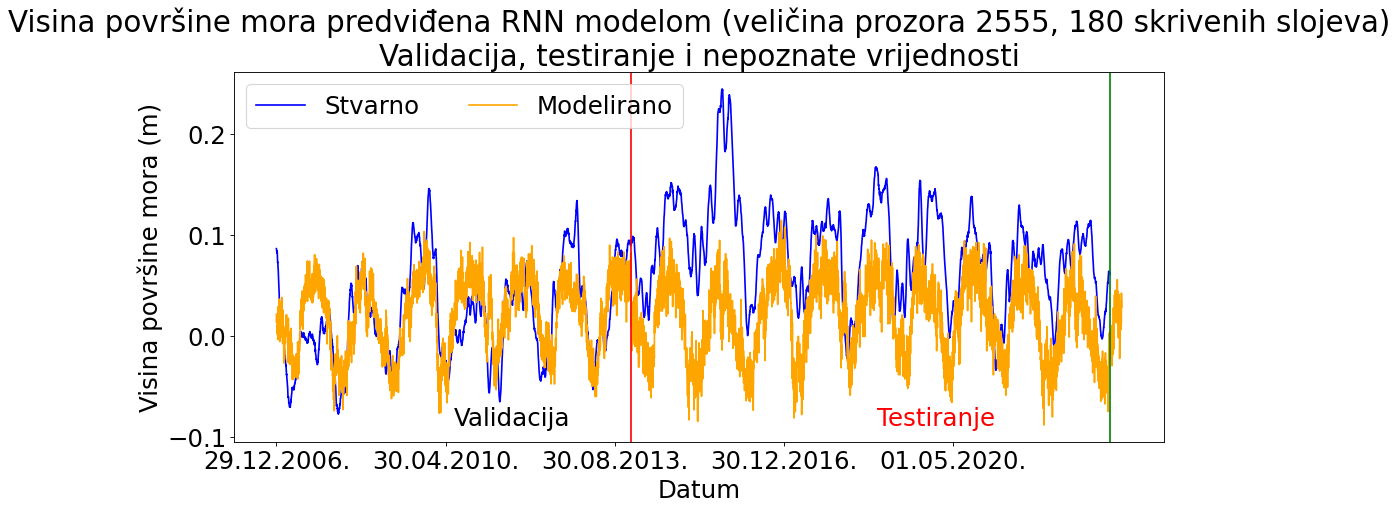 Visina površine mora predviđena RNN modelom (veličina prozora 2555, 180 skrivenih slojeva)
Validacija, testiranje i nepoznate vrijednosti
Stvarno
Modelirano
Visina površine mora (m)
0.2
0.1
0.0
−0.1
Validacija
Testiranje
29.12.2006.
30.04.2010.
30.08.2013.
30.12.2016.
01.05.2020.
Datum